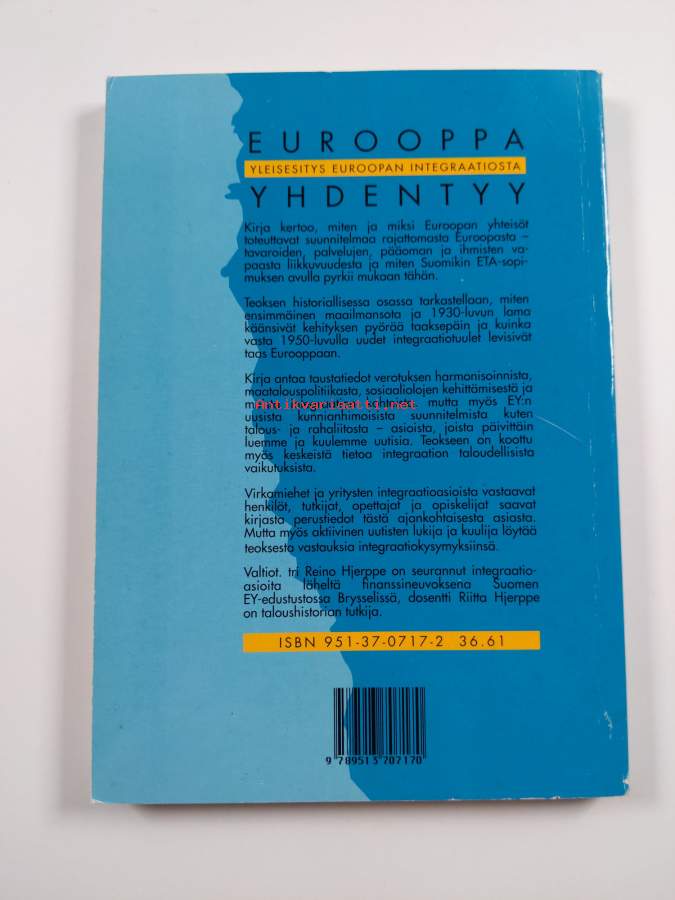 EUROOPPA
YLEISESITYS EUROOPAN INTEGRAATIOSTA
YHDENTYY
Kirja kertoo, miten ja miksi Euroopan yhteisöt
toteuttavat suunnitelmaa rajattomasta Euroopasta –
tavaroiden, palvelujen, pääoman ja ihmisten va-
paasta liikkuvuudesta ja miten Suomikin ETA-sopi-
muksen avulla pyrkii mukaan tähän.
Teoksen historiallisessa osassa tarkastellaan, miten
ensimmäinen maailmansota ja 1930-luvun lama
käänsivät kehityksen pyörää taaksepäin ja kuinka
vasta 1950-luvulla uudet integraatiotuulet levisivät
taas Eurooppaan.
Kirja antaa taustatiedot verotuksen harmonisoinnista,
maatalouspolitiikasta, sosiaaliolojen kehittämisestä ja
mutta myös EY:n
Antikvariaatti.net
uusista kunnianhimoisista suunnitelmista kuten
talous- ja rahaliitosta – asioista, joista päivittäin
luemme ja kuulemme uutisia. Teokseen on koottu
myös keskeistä tietoa integraation taloudellisista
vaikutuksista.
Virkamiehet ja yritysten integraatioasioista vastaavat
henkilöt, tutkijat, opettajat ja opiskelijat saavat
kirjasta perustiedot tästä ajankohtaisesta asiasta.
Mutta myös aktiivinen uutisten lukija ja kuulija löytää
teoksesta vastauksia integraatiokysymyksiinsä.
Valtiot. tri Reino Hjerppe on seurannut integraatio-
asioita läheltä finanssineuvoksena Suomen
EY-edustustossa Brysselissä, dosentti Riitta Hjerppe
on taloushistorian tutkija.
ISBN 951-37-0717-2 36.61
9 789513 707170